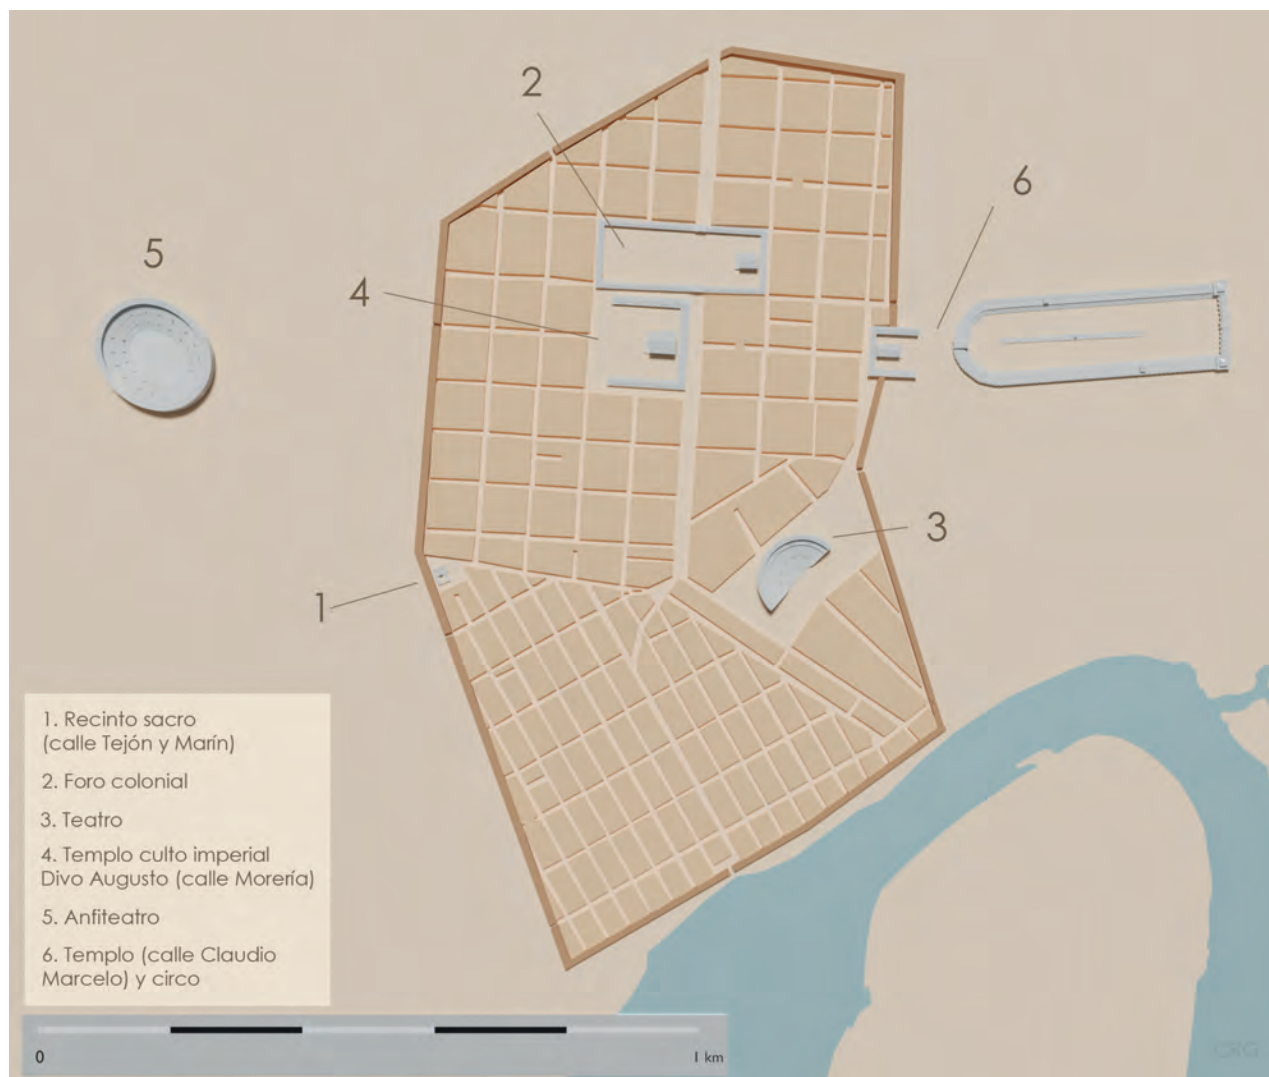 2
6
5
4
3
1
1. Recinto sacro
(calle Tejón y Marín)
2. Foro colonial
3. Teatro
4. Templo culto imperial
Divo Augusto (calle Morería)
5. Anfiteatro
6. Templo (calle Claudio
Marcelo) y circo
0
1 km